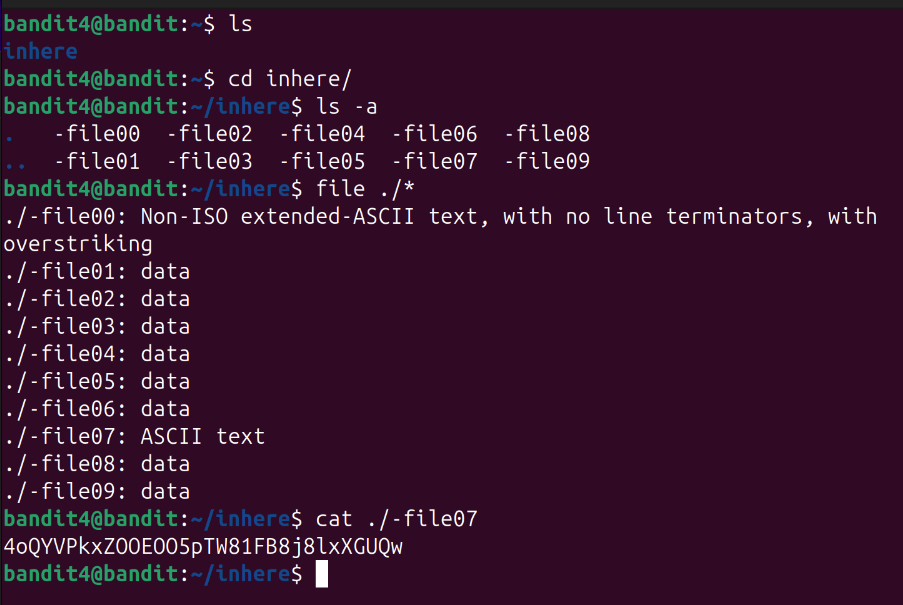 bandit4@bandit:~$ ls
inhere
bandit4@bandit:~$ cd inhere/
bandit4@bandit:~/inhere$ ls -a
.   -file00  -file02  -file04  -file06  -file08
..  -file01  -file03  -file05  -file07  -file09
bandit4@bandit:~/inhere$ file ./*
./-file00: Non-ISO extended-ASCII text, with no line terminators, with
overstriking
./-file01: data
./-file02: data
./-file03: data
./-file04: data
./-file05: data
./-file06: data
./-file07: ASCII text
./-file08: data
./-file09: data
bandit4@bandit:~/inhere$ cat ./-file07
4oQYVPkxZOOEOO5pTW81FB8j8lxXGUQw
bandit4@bandit:~/inhere$